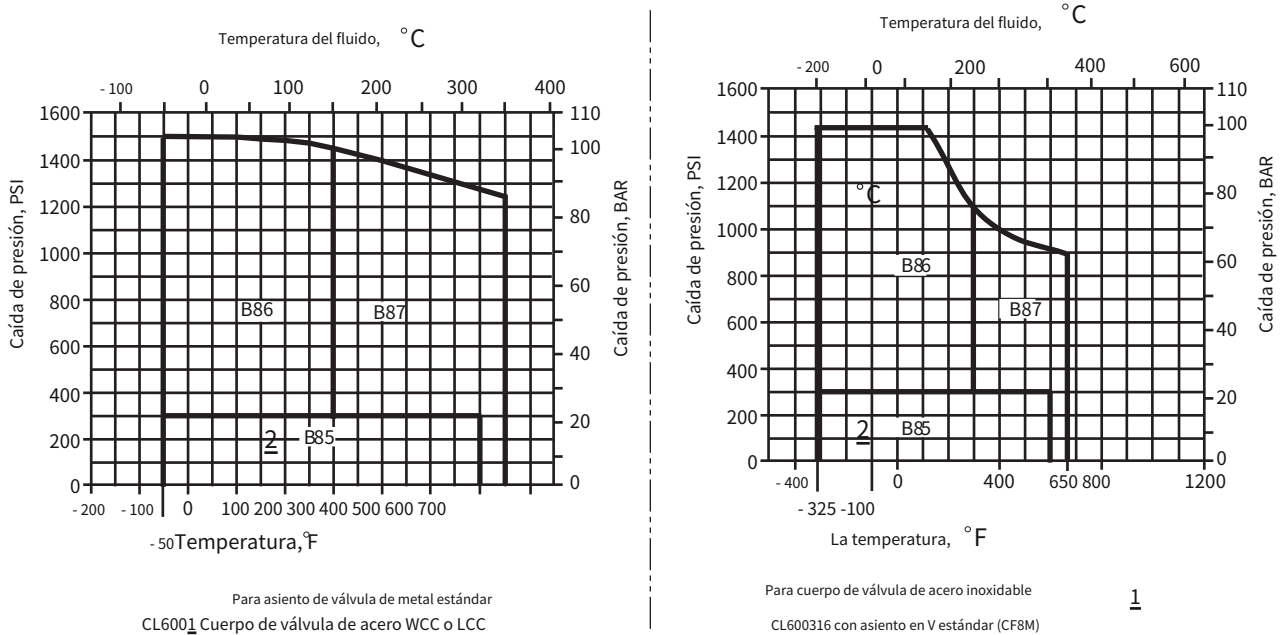 Temperatura del fluido, °C
- 100 0 100 200 300 400
1600 110
1400 100
1200 80
1000
800 60
600 40
400 20
200
0 0
Caída de presión, PSI
Caída de presión, BAR
B86 B87
2 B85
- 200 - 100 0 100 200 300 400 500 600 700
- 50 Temperatura, °F
Para asiento de válvula de metal estándar
CL6001 Cuerpo de válvula de acero WCC o LCC
Temperatura del fluido, °C
- 200 0 200 400 600
1600 110
1400 100
1200 80
1000
800 60
600 40
400 20
200
0 0
Caída de presión, PSI
Caída de presión, BAR
°C
B86
B87
2 B85
- 400 0 400 650 800 1200
- 325 -100
La temperatura, °F
Para cuerpo de válvula de acero inoxidable 1
CL600316 con asiento en V estándar (CF8M)